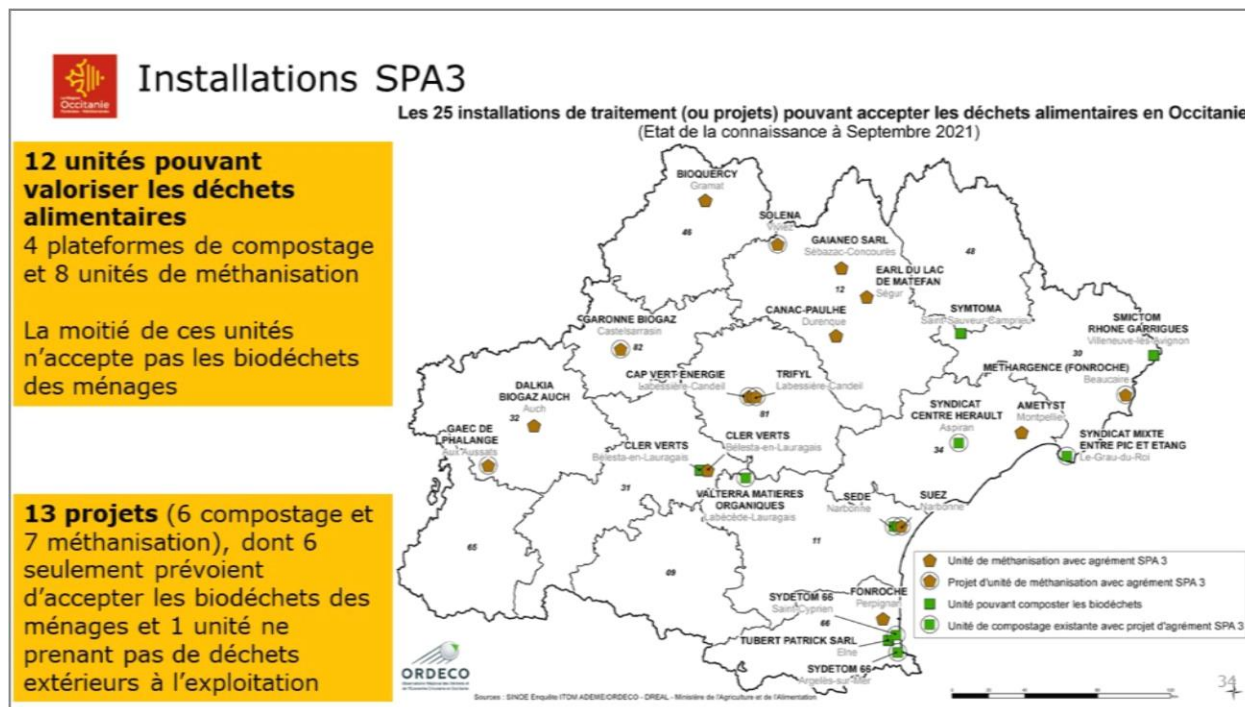 Occitanie
Installations SPA3
Les 25 installations de traitement (ou projets) pouvant accepter les déchets alimentaires en Occitanie
(Etat de la connaissance à Septembre 2021)
12 unités pouvant
valoriser les déchets
alimentaires
4 plateformes de compostage
et 8 unités de méthanisation
La moitié de ces unités
n'accepte pas les biodéchets
des ménages
13 projets (6 compostage et
7 méthanisation), dont 6
seulement prévoient
d'accepter les biodéchets des
ménages et 1 unité ne
prenant pas de déchets
extérieurs à l'exploitation
BIOQUERCY
Gramat
46
SOLENA
Viviez
GAIANEO SARL
Sébazac-Concourès
12
EARL DU LAC
DE MATEFAN
Ségur
48
CANAC-PAULHE
Durenque
SYMTOMA
Saint-Sauveur-Camprieu
SMICTOM
RHONE GARRIGUES
Villeneuve-lès-Avignon
30
GARONNE BIOGAZ
Castelsarrasin
82
CAP VERT ENERGIE
Labessière-Candeil
TRIFYL
Labessière-Candeil
81
METHARGENCE (FONROCHE)
Beaucaire
DALKIA
BIOGAZ AUCH
Auch
32
GAEC DE
PHALANGE
Aux Aussats
SYNDICAT
CENTRE HERAULT
Aspiran
34
AMETYST
Montpellier
SYNDICAT MIXTE
ENTRE PIC ET ETANG
Le-Grau-du-Roi
CLER VERTS
Bélesta-en-Lauragais
CLER VERTS
Bélesta-en-Lauragais
31
VALTERRA MATIERES
ORGANIQUES
Labécède-Lauragais
SEDE
Narbonne
SUEZ
Narbonne
11
65
09
SYDETOM 66
Saint-Cyprien
FONROCHE
Perpignan
66
TUBERT PATRICK SARL
Elne
SYDETOM 66
Argelès-sur-Mer
Unité de méthanisation avec agrément SPA 3
Projet d'unité de méthanisation avec agrément SPA 3
Unité pouvant composter les biodéchets
Unité de compostage existante avec projet d'agrément SPA 3
ORDECO
Sources : SINOE Enquête ITOM ADEME/ORDECO - DREAL - Ministère de l'Agriculture et de l'Alimentation
34